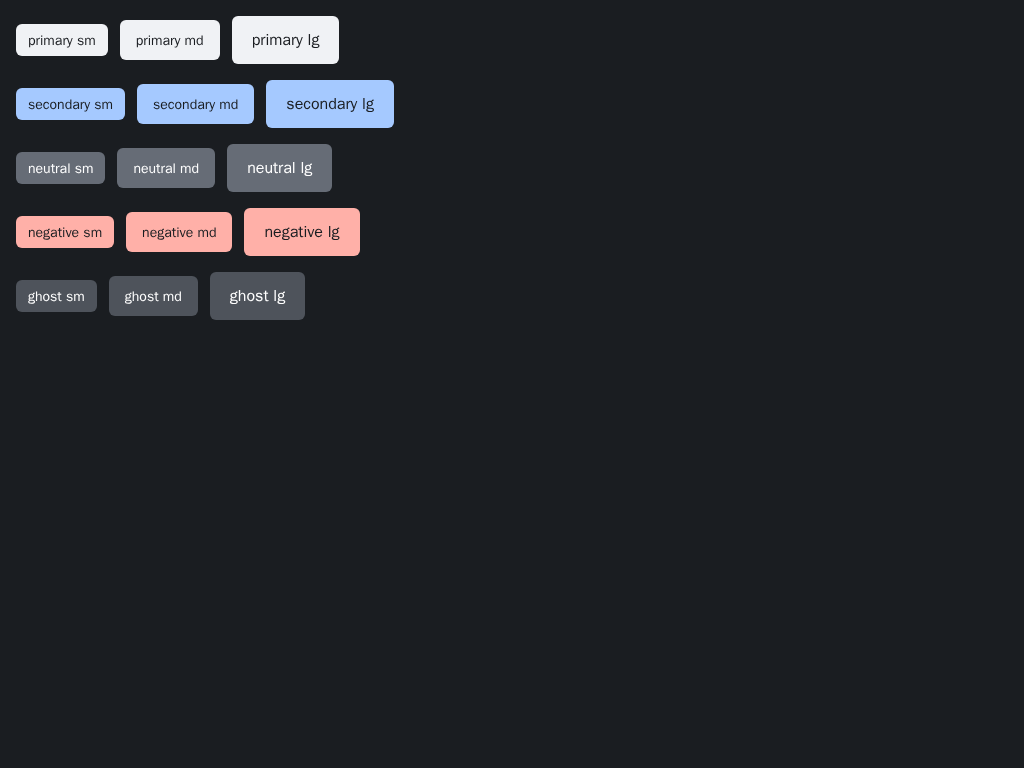 primary sm primary md primary lg
secondary sm secondary md secondary lg
neutral sm neutral md neutral lg
negative sm negative md negative lg
ghost sm ghost md ghost lg